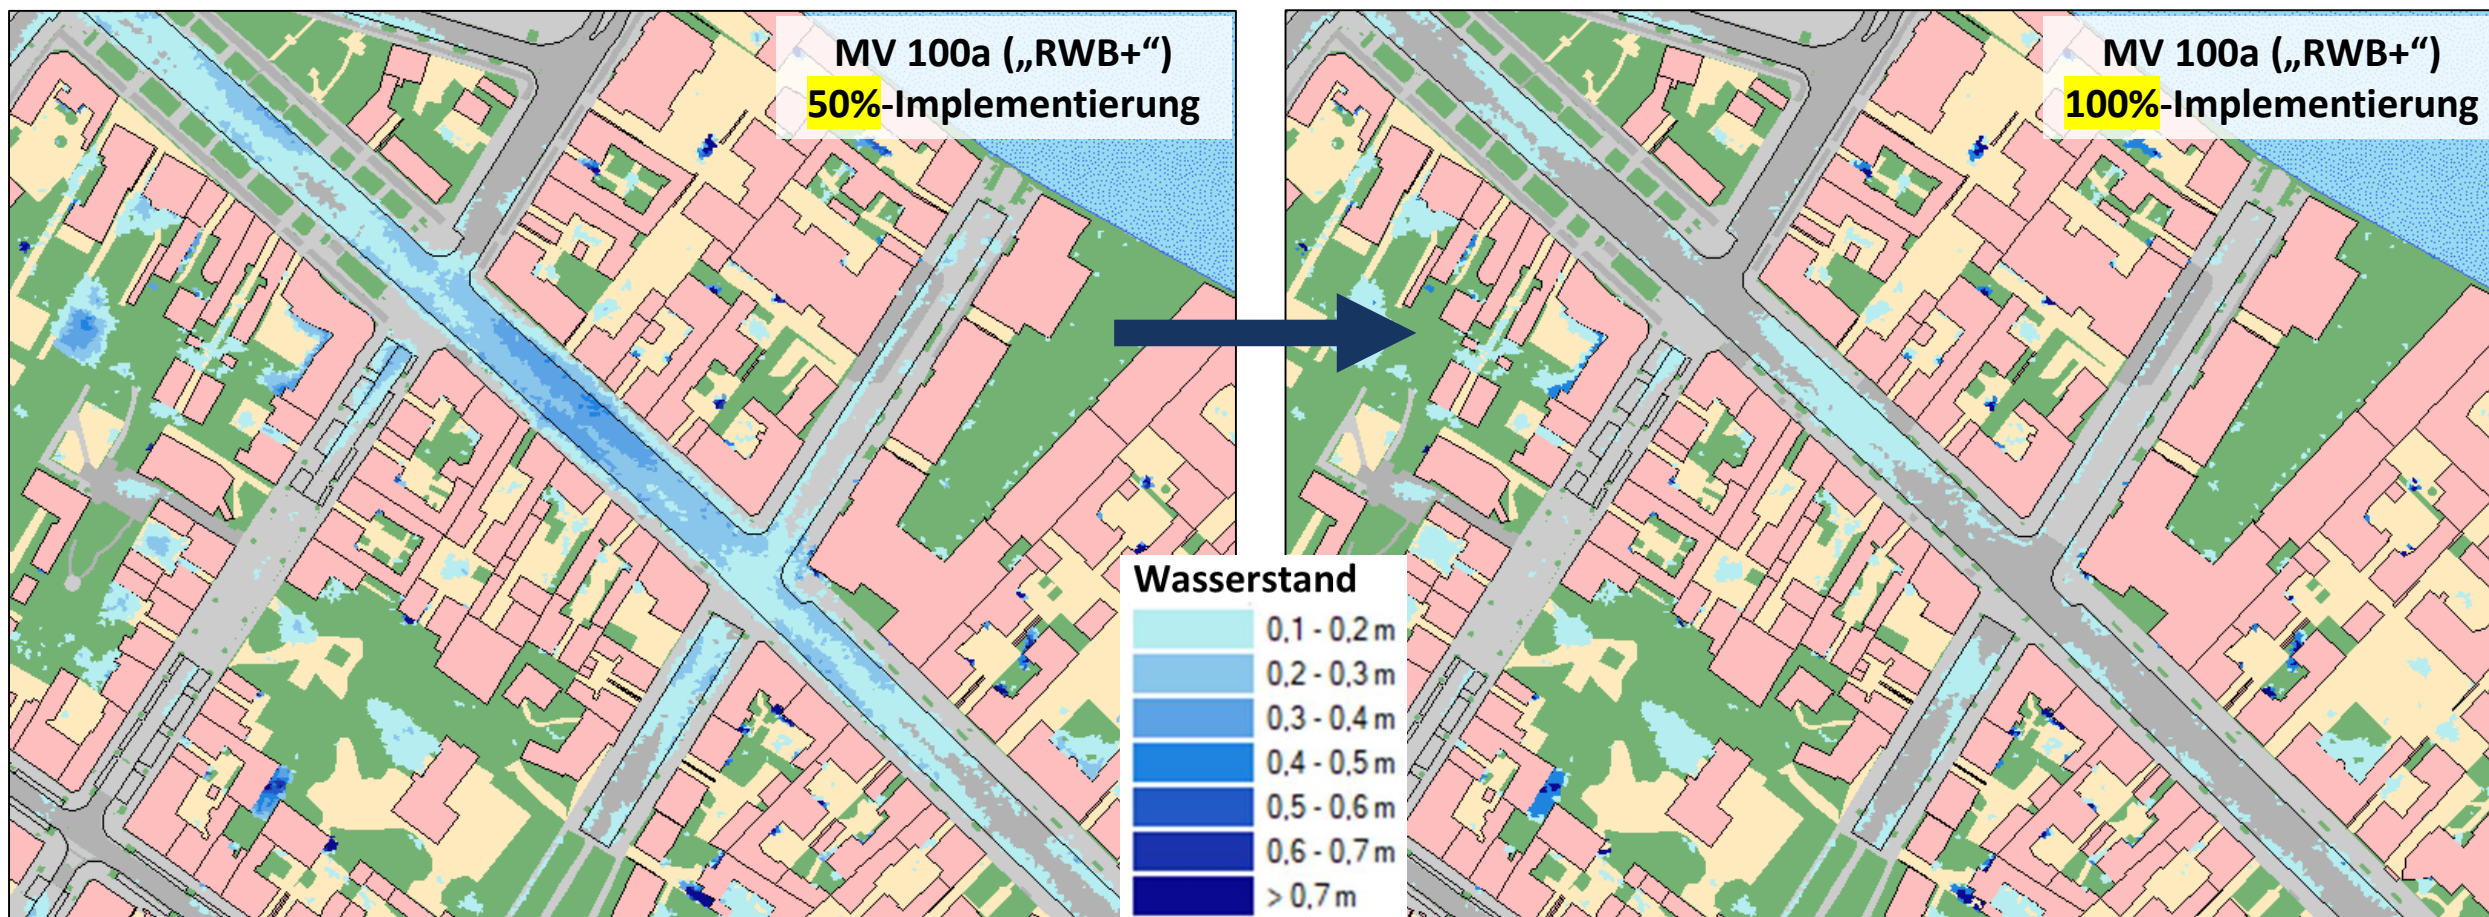 MV 100a („RWB+“)
50%-Implementierung
MV 100a („RWB+“)
100%-Implementierung
Wasserstand
0,1 - 0,2 m
0,2 - 0,3 m
0,3 - 0,4 m
0,4 - 0,5 m
0,5 - 0,6 m
0,6 - 0,7 m
> 0,7 m